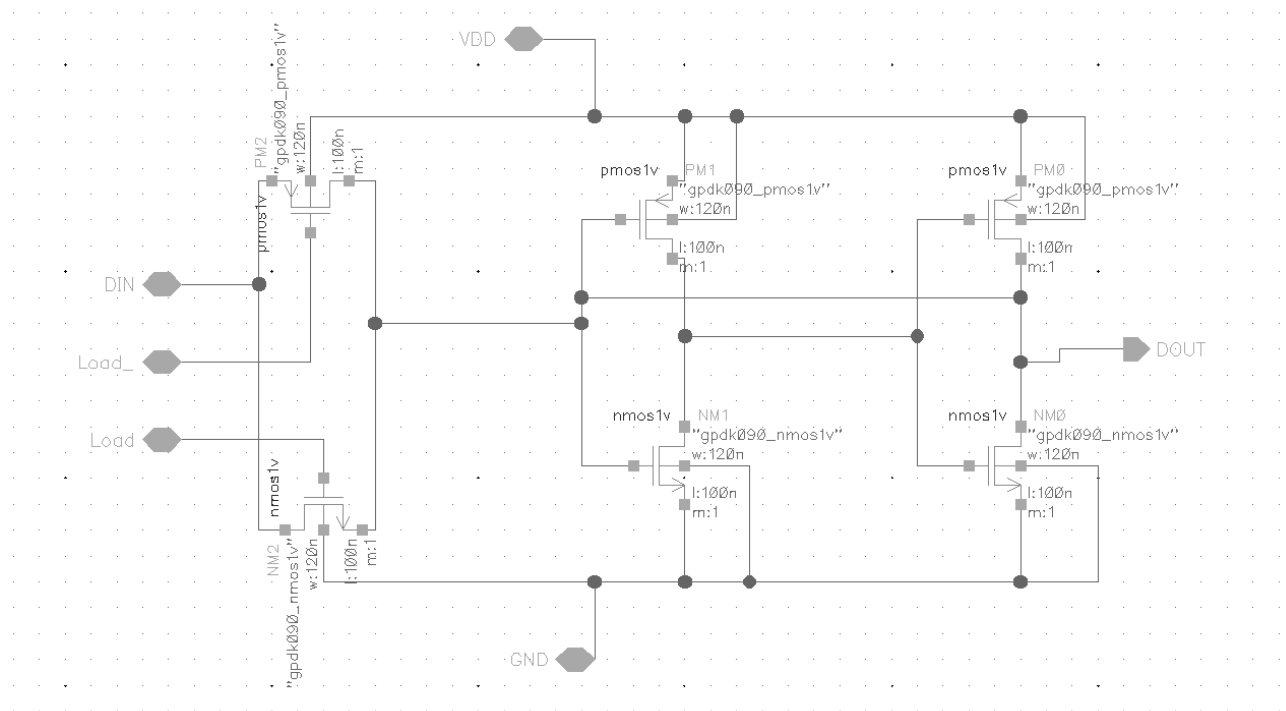 VDD
PM2
"gpdk090_pmos1v"
w:120n
l:100n
m:1
pmos1v
pmos1v
PM1
"gpdk090_pmos1v"
w:120n
l:100n
m:1
pmos1v
PM0
"gpdk090_pmos1v"
w:120n
l:100n
m:1
DIN
Load_
Load
DOUT
nmos1v
NM2
"gpdk090_nmos1v"
w:120n
l:100n
m:1
nmos1v
NM1
"gpdk090_nmos1v"
w:120n
l:100n
m:1
nmos1v
NM0
"gpdk090_nmos1v"
w:120n
l:100n
m:1
GND